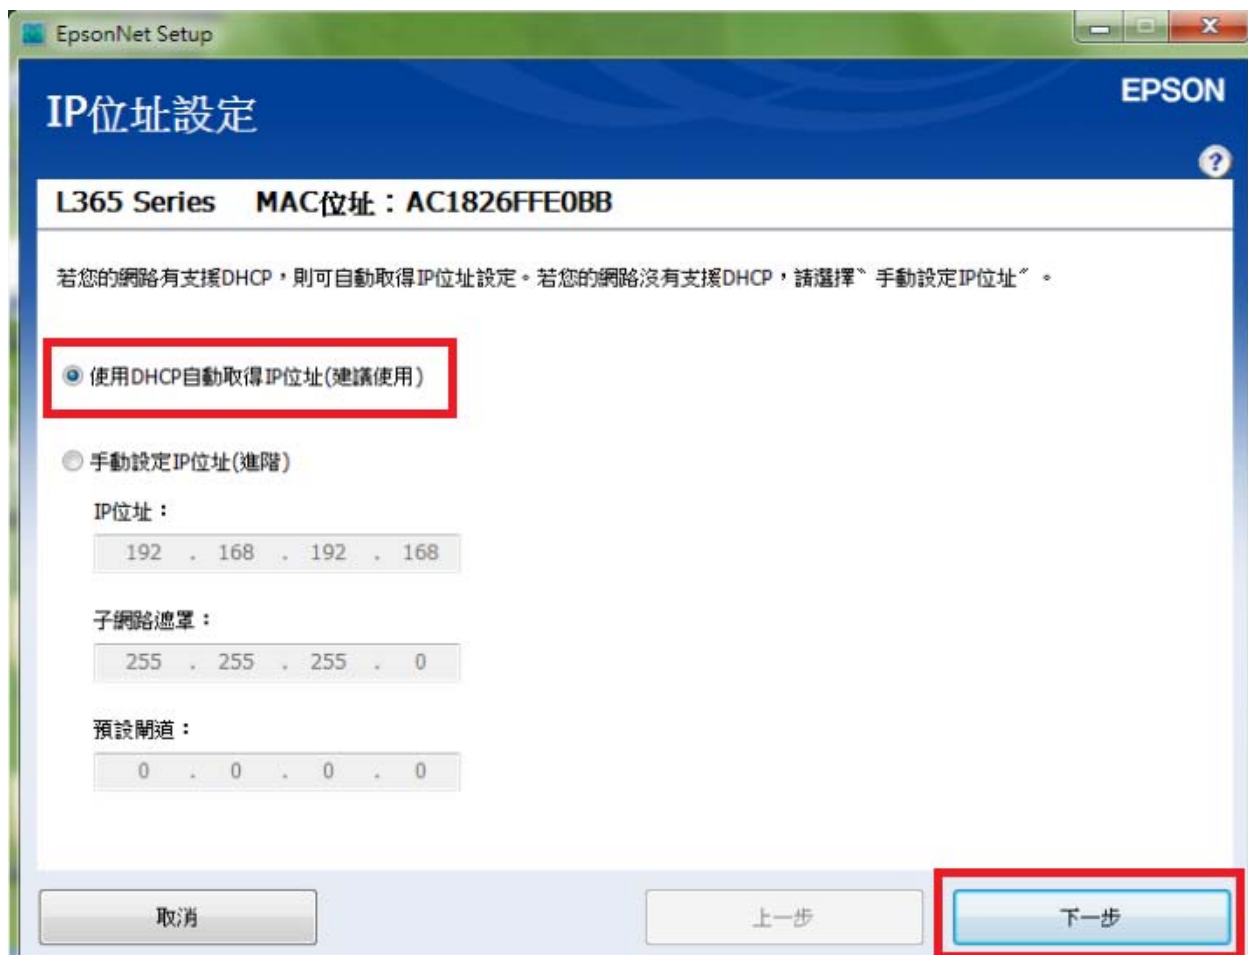 EpsonNet Setup
IP位址設定
EPSON
?
L365 Series MAC位址：AC1826FFE0BB
若您的網路有支援DHCP，則可自動取得IP位址設定。若您的網路沒有支援DHCP，請選擇〝手動設定IP位址〞。
使用DHCP自動取得IP位址(建議使用)
手動設定IP位址(進階)
IP位址：
192 . 168 . 192 . 168
子網路遮罩：
255 . 255 . 255 . 0
預設閘道：
0 . 0 . 0 . 0
取消
上一步
下一步